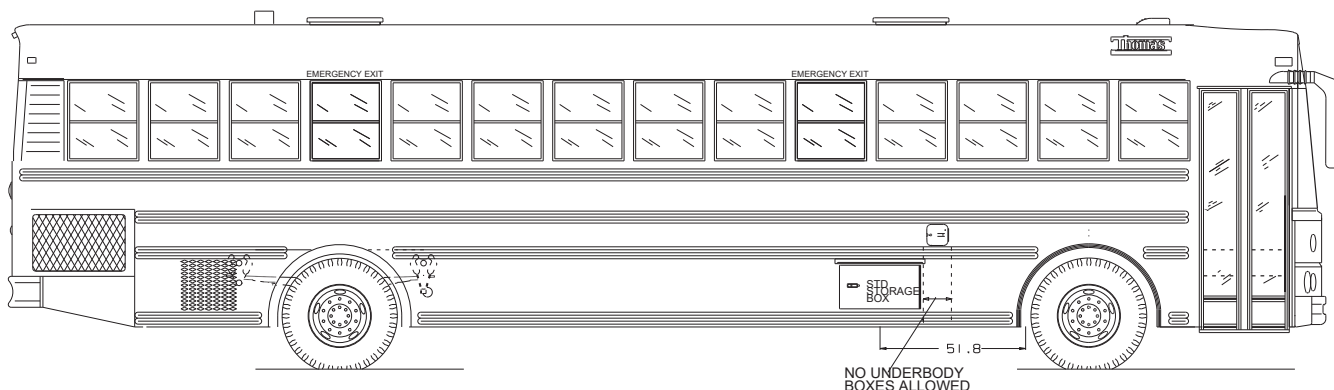 Thomas
EMERGENCY EXIT
EMERGENCY EXIT
STD
STORAGE
BOX
51.8
NO UNDERBODY
BOXES ALLOWED